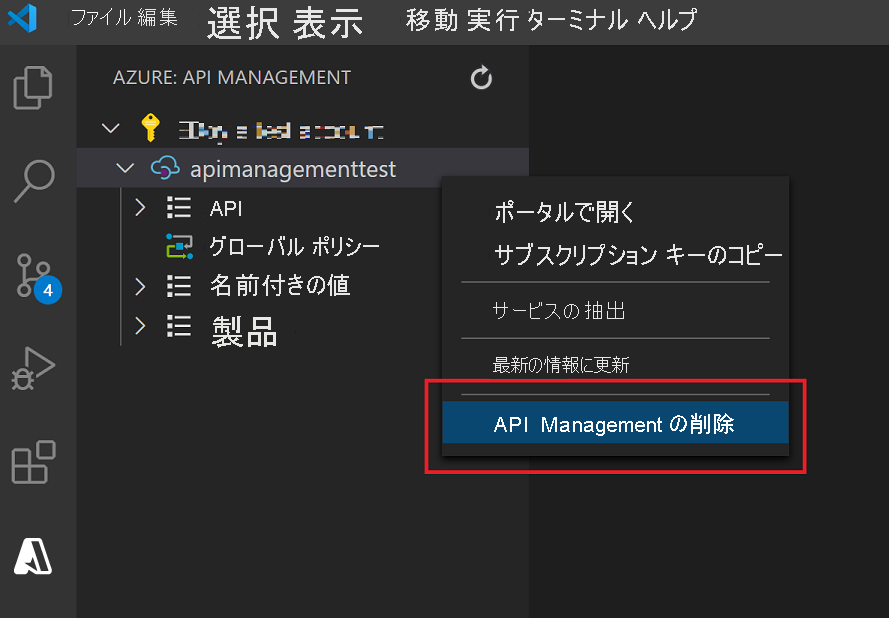 ファイル 編集 選択 表示 移動 実行 ターミナル ヘルプ
AZURE: API MANAGEMENT
apimanagementtest
API
グローバル ポリシー
名前付きの値
製品
4
ポータルで開く
サブスクリプション キーのコピー
サービスの 抽出
最新の情報に更新
API Management の削除